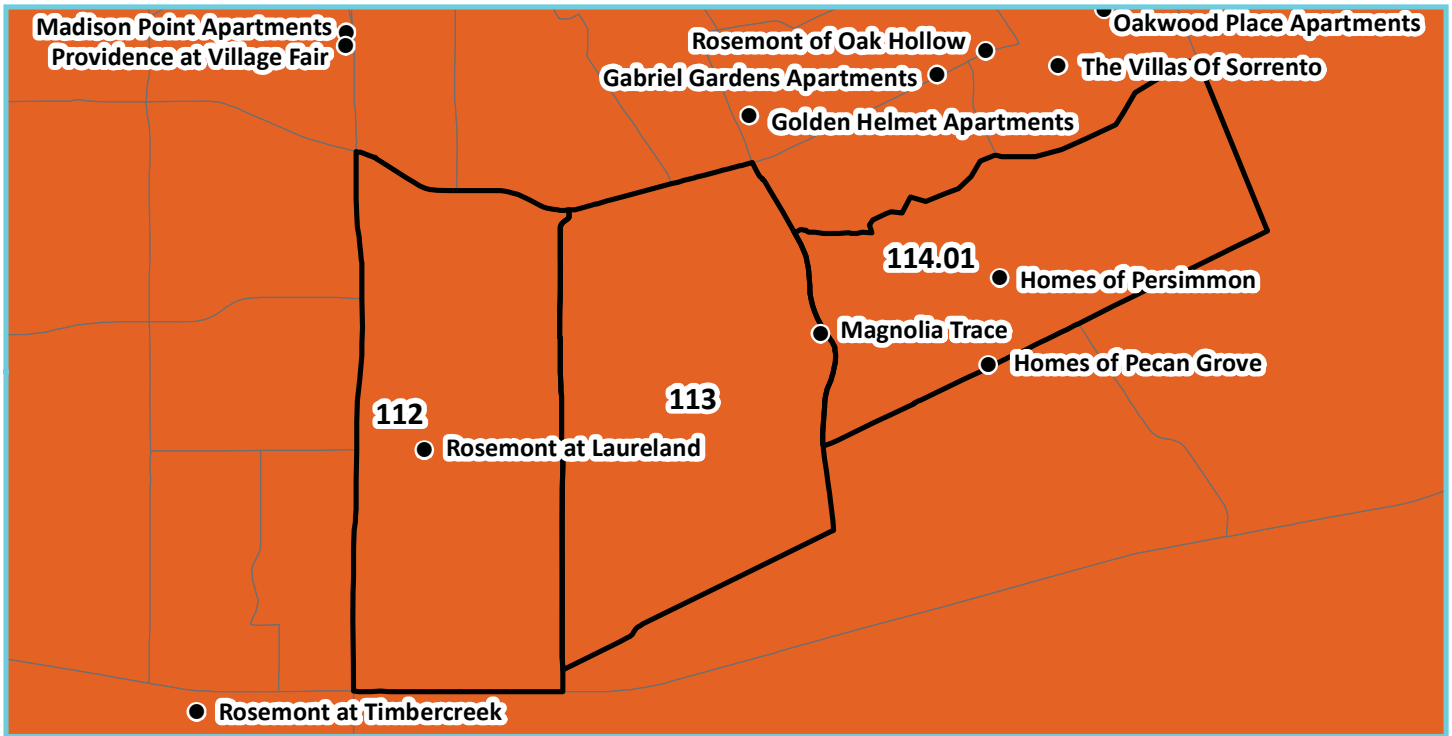 Madison Point Apartments
Providence at Village Fair
Oakwood Place Apartments
Rosemont of Oak Hollow
The Villas Of Sorrento
Gabriel Gardens Apartments
Golden Helmet Apartments
114.01
Homes of Persimmon
Magnolia Trace
Homes of Pecan Grove
113
112
Rosemont at Laureland
Rosemont at Timbercreek